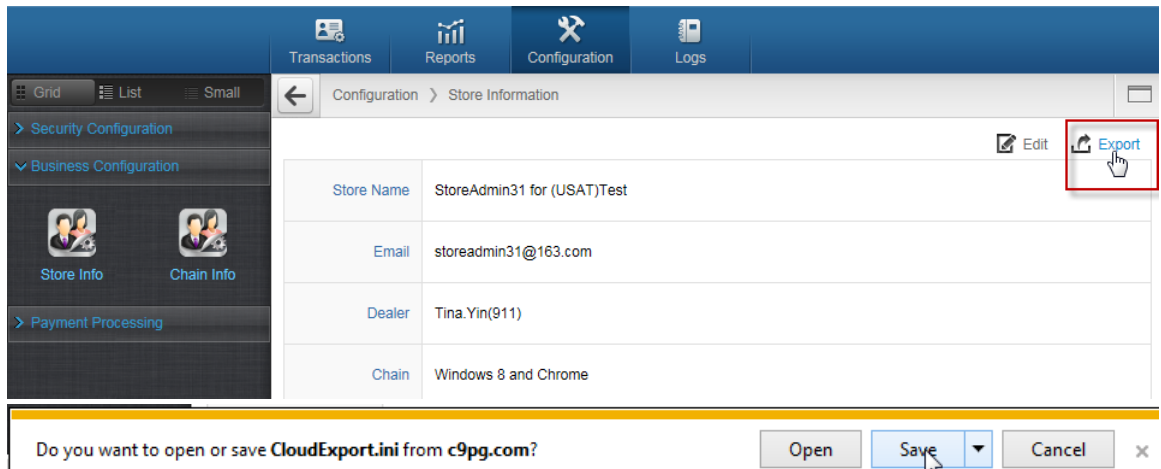 Transactions
Reports
Configuration
Logs
Grid
List
Small
Configuration > Store Information
> Security Configuration
Business Configuration
Store Info
Chain Info
> Payment Processing
Edit
Export
Store Name StoreAdmin31 for (USAT)Test
Email storeadmin31@163.com
Dealer Tina.Yin(911)
Chain Windows 8 and Chrome
Do you want to open or save CloudExport.ini from c9pg.com?
Open
Save
Cancel
×